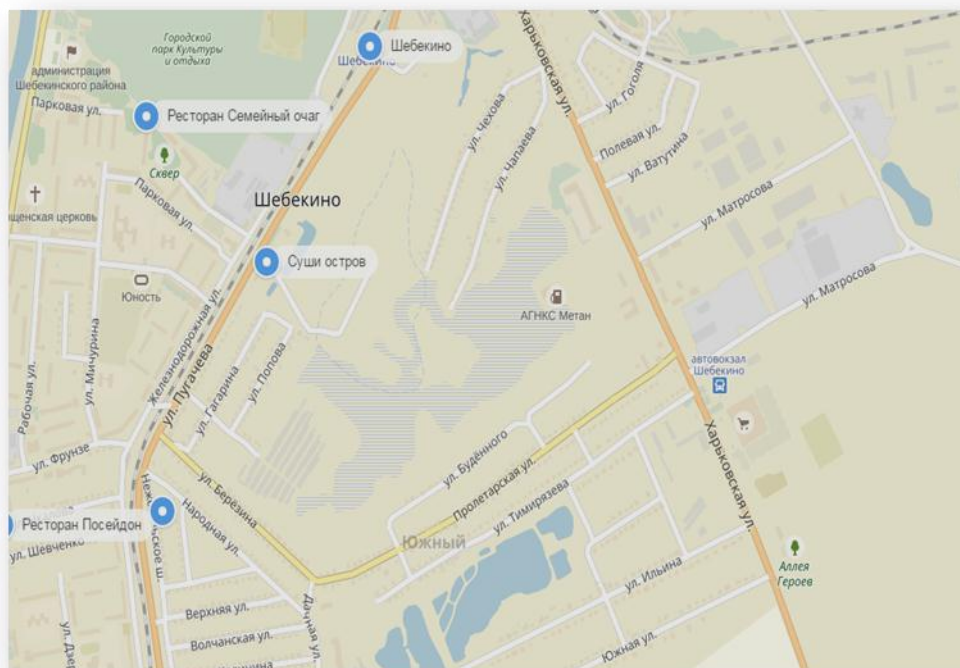 Городской
парк Культуры
и отдыха
Шебекино
Шебекино
Харьковская ул.
администрация
Шебекинского района
Парковая ул.
Ресторан Семейный очаг
ул. Гоголя
ул. Чехова
ул. Чапаева
Полевая ул.
ул. Ватутина
Сквер
Парковая ул.
Шебекино
ул. Матросова
щенская церковь
Суши остров
Юность
ул. Матросова
АГНКС Метан
Железнодорожная ул.
ул. Мичурина
Рабочая ул.
ул. Пугачева
ул. Гагарина
ул. Попова
автовокзал
Шебекино
ул. Фрунзе
ул. Будённого
Пролетарская ул.
Харьковская ул.
ул. Берёзина
ул. Тимирязева
Народная ул.
Ресторан Посейдон
ул. Шевченко
Южный
ул. Ильина
Аллея
Героев
Верхняя ул.
Дачная ул.
Волчанская ул.
Южная ул.